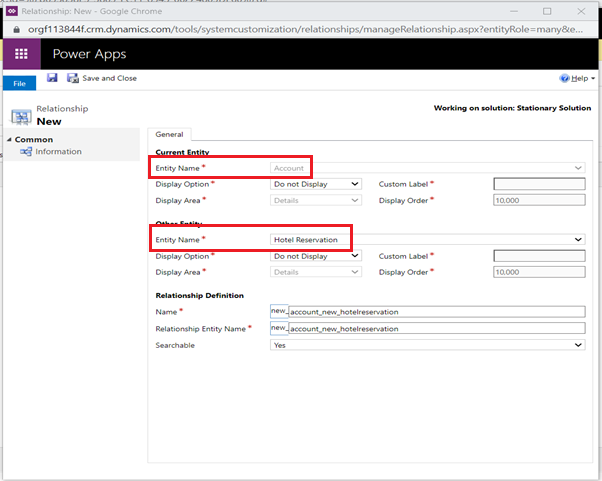 Relationship: New - Google Chrome
orgf113844f.crm.dynamics.com/tools/systemcustomization/relationships/manageRelationship.aspx?entityRole=many&e...
Power Apps
File Save and Close Help
Relationship
New
Working on solution: Stationary Solution
Common
Information
General
Current Entity
Entity Name * Account
Display Option * Do not Display Custom Label *
Display Area * Details Display Order * 10,000
Other Entity
Entity Name * Hotel Reservation
Display Option * Do not Display Custom Label *
Display Area * Details Display Order * 10,000
Relationship Definition
Name * new_ account_new_hotelreservation
Relationship Entity Name * new_ account_new_hotelreservation
Searchable Yes